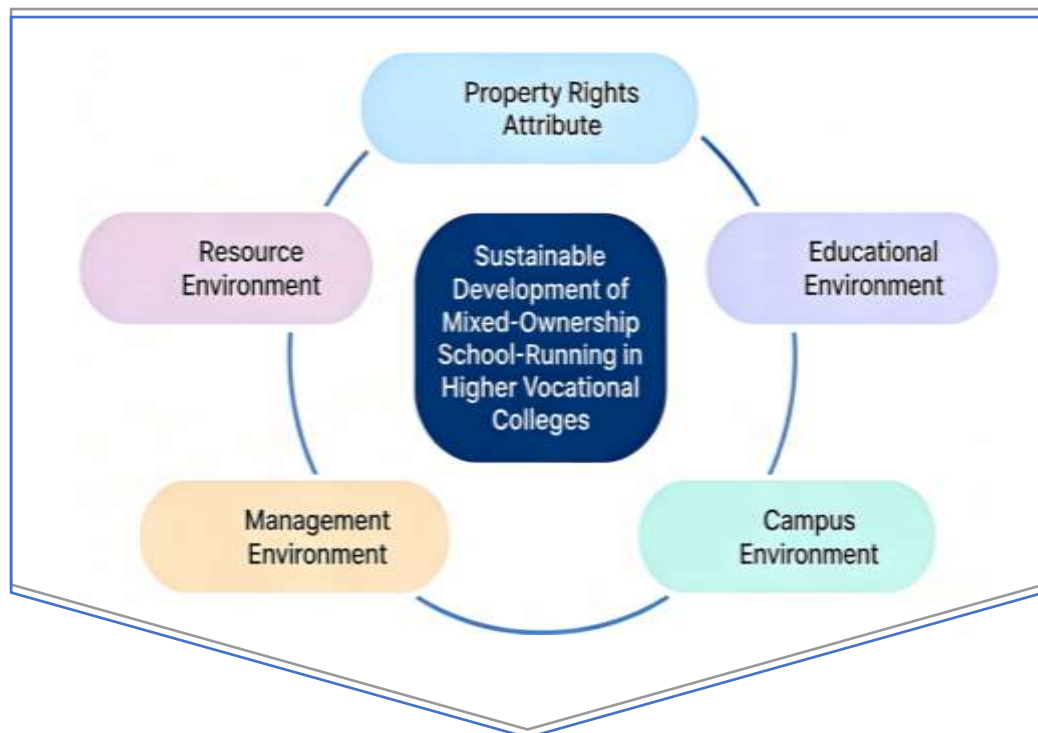 Property Rights
Attribute
Resource
Environment
Sustainable
Development of
Mixed-Ownership
School-Running in
Higher Vocational
Colleges
Educational
Environment
Management
Environment
Campus
Environment